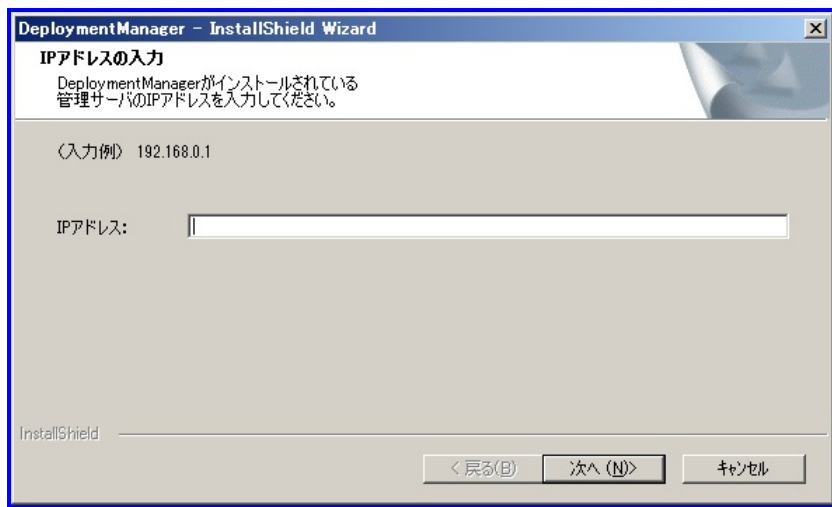 DeploymentManager - InstallShield Wizard
IPアドレスの入力
DeploymentManagerがインストールされている
管理サーバのIPアドレスを入力してください。
〈入力例〉 192.168.0.1
IPアドレス:
InstallShield
< 戻る(B)
次へ (N)>
キャンセル